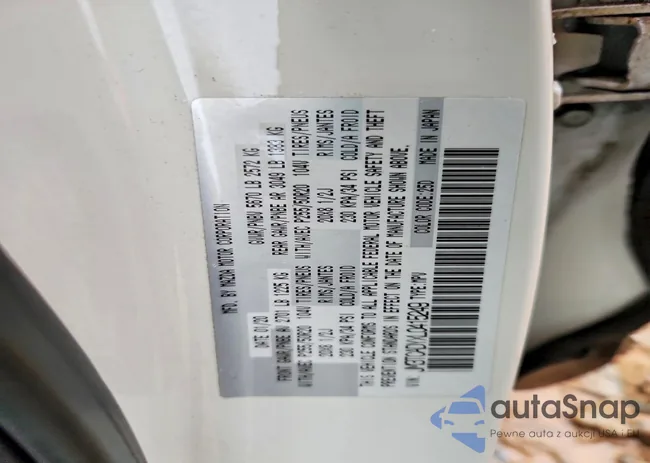 MFD. BY MAZDA MOTOR CORPORATION
DATE 01/20 GVWR/PNBV 5670 LB 2572 KG
FRONT GAWR/PNBE AV 2701 LB 1225 KG REAR GAWR/PNBE AR 3049 LB 1383 KG
WITH/AVEC P255/50R20 104V TIRES/PNEUS WITH/AVEC P255/50R20 104V TIRES/PNEUS
20X8 1/2J RIMS/JANTES 20X8 1/2J RIMS/JANTES
230 KPA/34 PSI COLD/A FROID 230 KPA/34 PSI COLD/A FROID
THIS VEHICLE CONFORMS TO ALL APPLICABLE FEDERAL MOTOR VEHICLE SAFETY AND THEFT
PREVENTION STANDARDS IN EFFECT ON THE DATE OF MANUFACTURE SHOWN ABOVE.
VIN: TYPE: MPV
COLOR CODE: 25D MADE IN JAPAN
autaSnap
Pewne auta z aukcji USA i EU